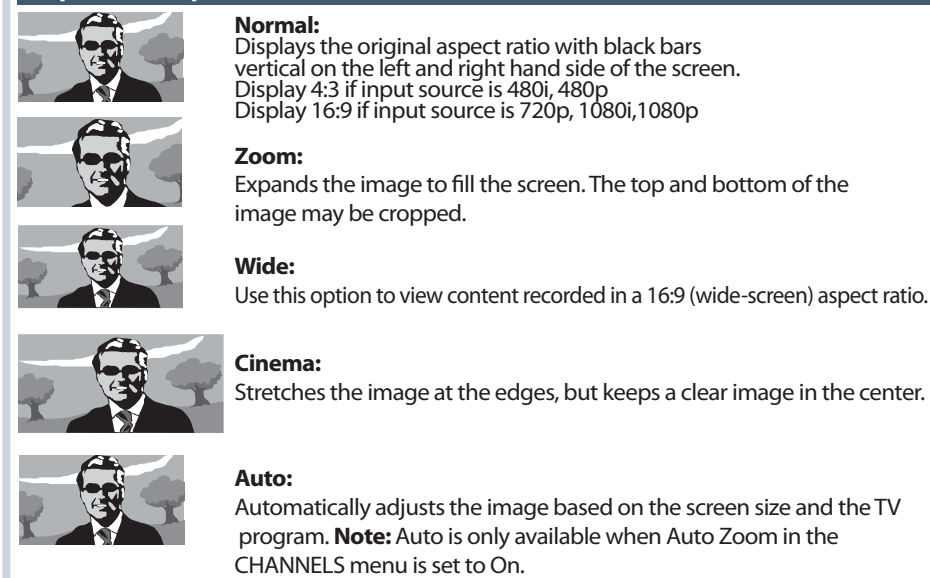 Normal:
Displays the original aspect ratio with black bars
vertical on the left and right hand side of the screen.
Display 4:3 if input source is 480i, 480p
Display 16:9 if input source is 720p, 1080i,1080p
Zoom:
Expands the image to fill the screen. The top and bottom of the
image may be cropped.
Wide:
Use this option to view content recorded in a 16:9 (wide-screen) aspect ratio.
Cinema:
Stretches the image at the edges, but keeps a clear image in the center.
Auto:
Automatically adjusts the image based on the screen size and the TV
program. Note: Auto is only available when Auto Zoom in the
CHANNELS menu is set to On.